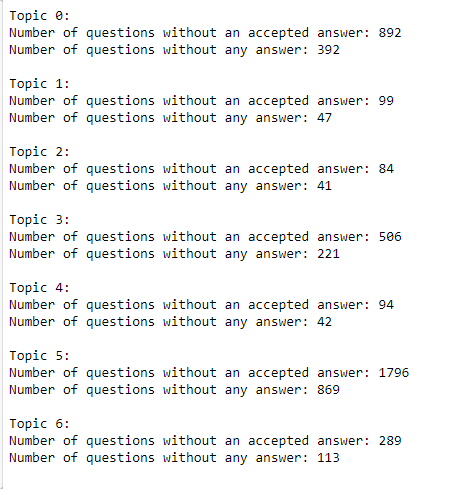 Topic 0:
Number of questions without an accepted answer: 892
Number of questions without any answer: 392
Topic 1:
Number of questions without an accepted answer: 99
Number of questions without any answer: 47
Topic 2:
Number of questions without an accepted answer: 84
Number of questions without any answer: 41
Topic 3:
Number of questions without an accepted answer: 506
Number of questions without any answer: 221
Topic 4:
Number of questions without an accepted answer: 94
Number of questions without any answer: 42
Topic 5:
Number of questions without an accepted answer: 1796
Number of questions without any answer: 869
Topic 6:
Number of questions without an accepted answer: 289
Number of questions without any answer: 113